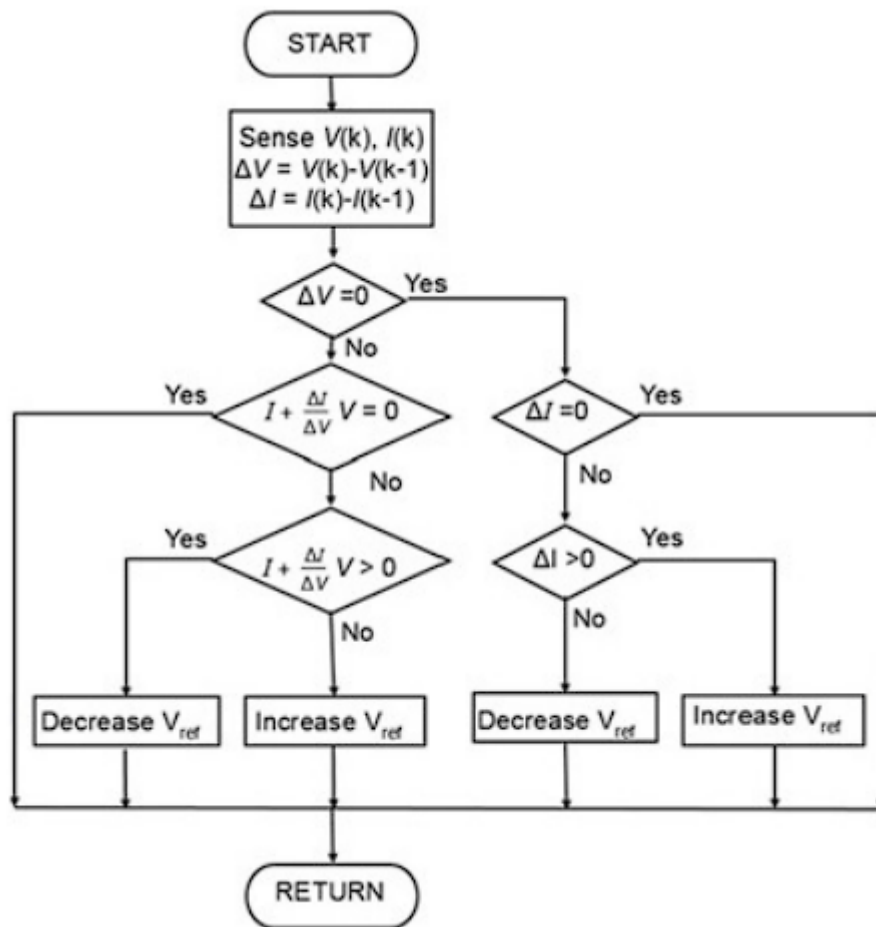 START
Sense V(k), I(k)
ΔV = V(k)-V(k-1)
ΔI = I(k)-I(k-1)
ΔV =0
Yes
No
I + ΔI/ΔV V = 0
Yes
No
ΔI =0
Yes
No
I + ΔI/ΔV V > 0
Yes
No
ΔI >0
Yes
No
Decrease Vref
Increase Vref
Decrease Vref
Increase Vref
RETURN